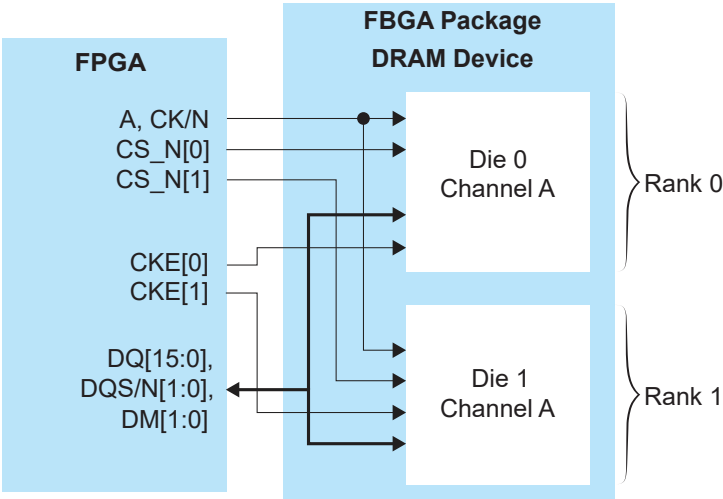 FPGA
A, CK/N
CS_N[0]
CS_N[1]
CKE[0]
CKE[1]
DQ[15:0],
DQS/N[1:0],
DM[1:0]
FBGA Package
DRAM Device
Die 0
Channel A
Rank 0
Die 1
Channel A
Rank 1